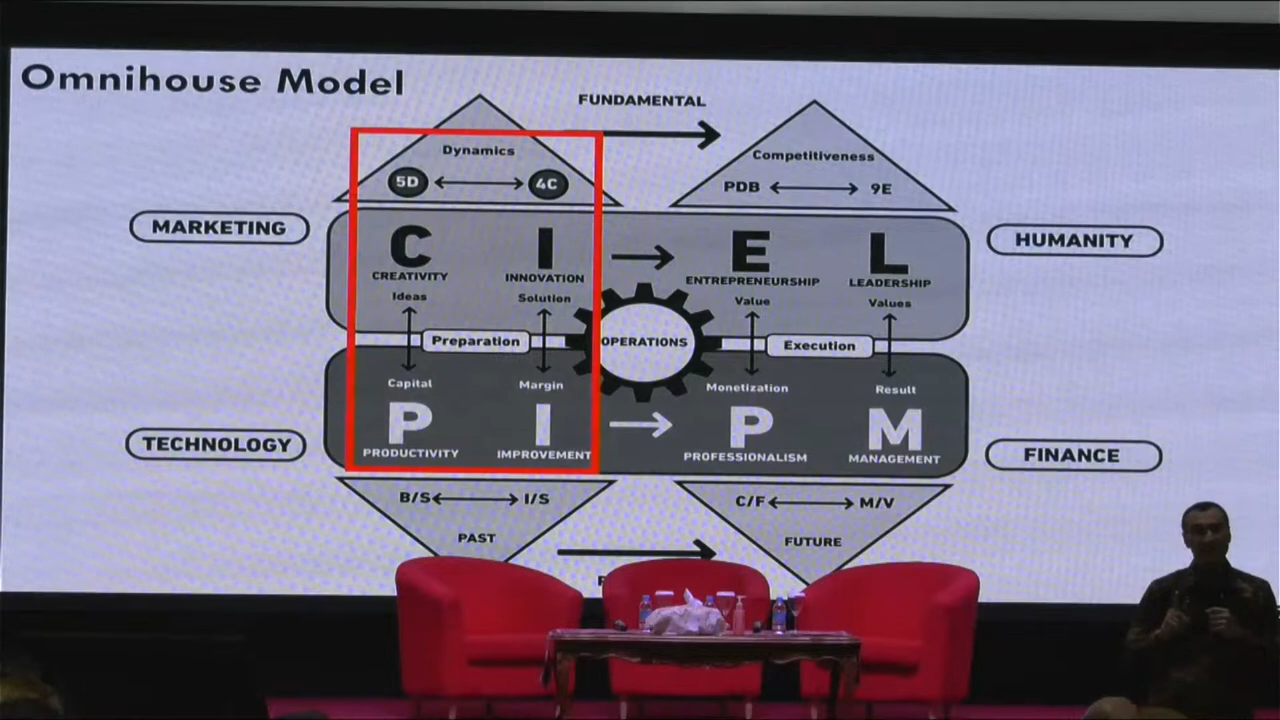 Omnihouse Model
FUNDAMENTAL
Dynamics
Competitiveness
5D
4C
PDB
9E
MARKETING
HUMANITY
C
I
E
L
CREATIVITY
INNOVATION
ENTREPRENEURSHIP
LEADERSHIP
Ideas
Solution
Value
Values
Preparation
OPERATIONS
Execution
Capital
Margin
Monetization
Result
TECHNOLOGY
FINANCE
P
I
P
M
PRODUCTIVITY
IMPROVEMENT
PROFESSIONALISM
MANAGEMENT
B/S
I/S
C/F
M/V
PAST
FUTURE